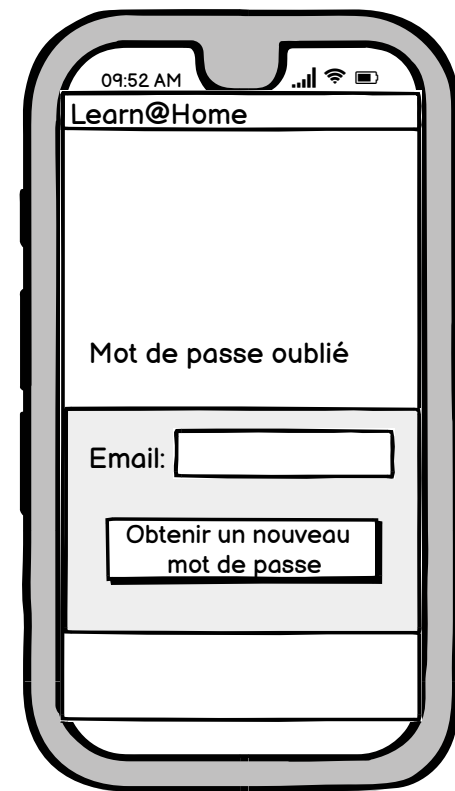 09:52 AM
Learn@Home
Mot de passe oublié
Email:
Obtenir un nouveau
mot de passe